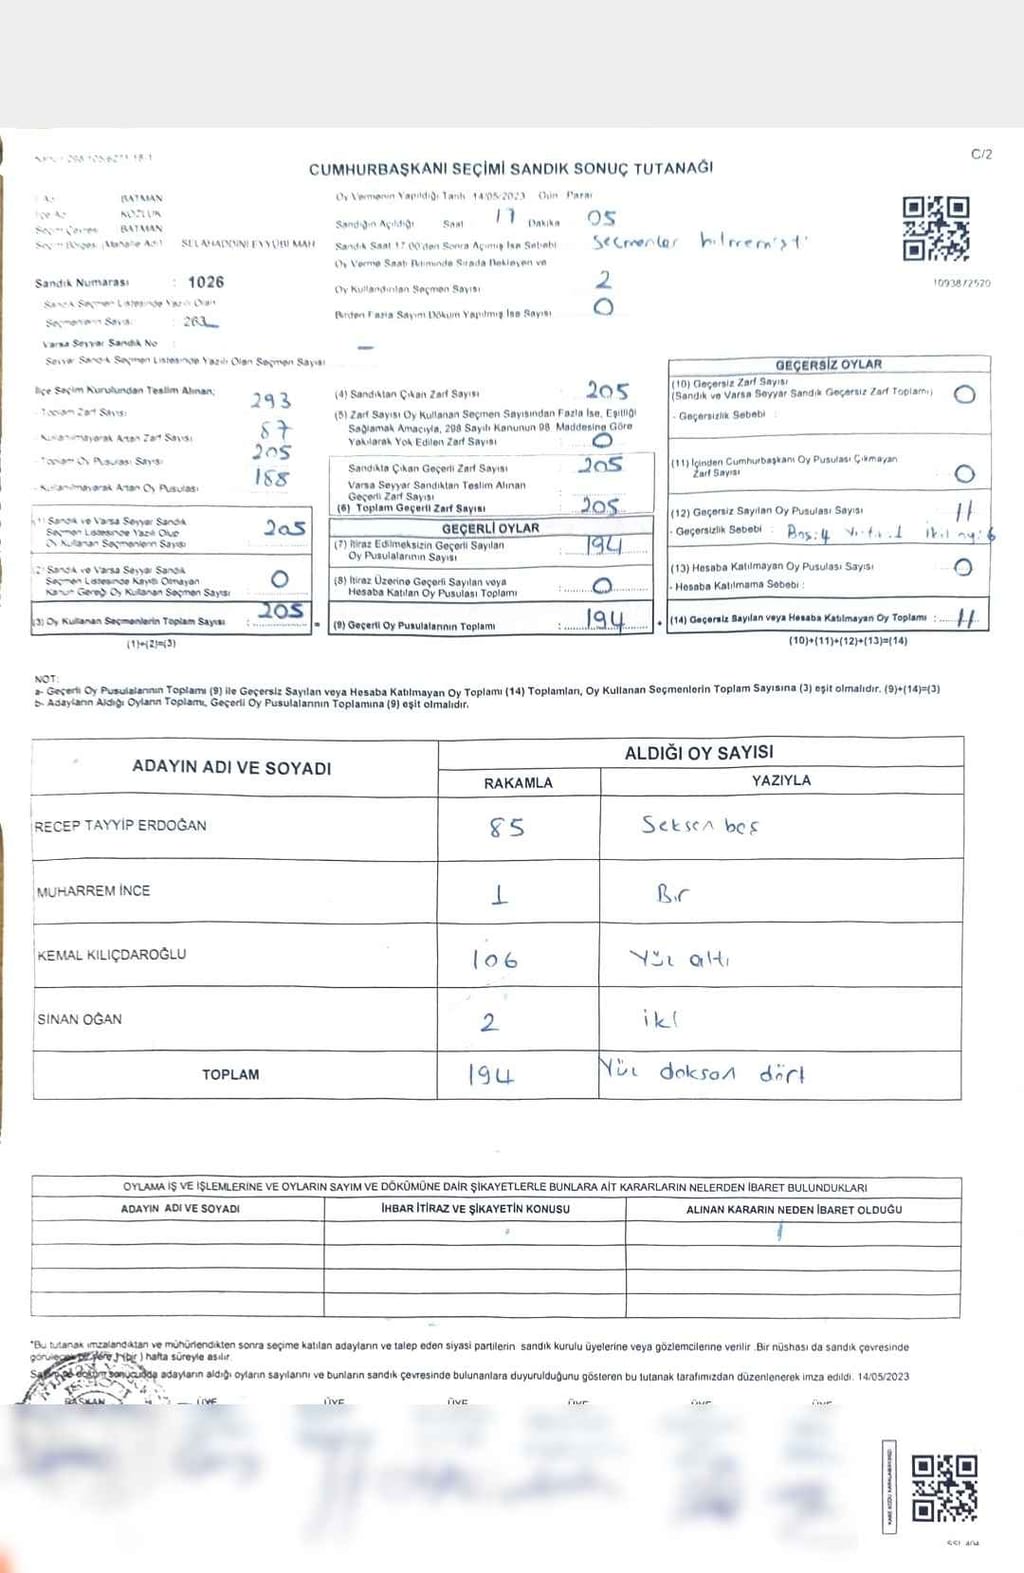 C/2
CUMHURBAŞKANI SEÇİMİ SANDIK SONUÇ TUTANAĞI
BATMAN
KOZLUK
Seçim Çevresi BATMAN
SELAHADDİNİ EYYÜBİ MAH
Sandık Numarası : 1026
Sandık Seçmen Listesinde Yazılı Olan
Seçmenlerin Sayısı :
Varsa Seyyar Sandık No :
Seyyar Sandık Seçmen Listesinde Yazılı Olan Seçmen Sayısı –
Oy Vermenin Yapıldığı Tarih 14/05/2023 Gün Pazar
Sandığın Açıldığı Saat 17 Dakika 05
Sandık Saat 17.00'den Sonra Açılmış İse Sebebi Seçmenler
Oy Verme Saati Bitiminde Sırada Bekleyen ve
Oy Kullandırılan Seçmen Sayısı 2
Birden Fazla Sayım Döküm Yapılmış İse Sayısı 0
1093872520
İlçe Seçim Kurulundan Teslim Alınan;
- Toplam Zarf Sayısı 293
- Kullanılmayarak Artan Zarf Sayısı 87
- Toplam Oy Pusulası Sayısı 205
- Kullanılmayarak Artan Oy Pusulası 188
(1) Sandık ve Varsa Seyyar Sandık
Seçmen Listesinde Yazılı Olup
Oy Kullanan Seçmenlerin Sayısı 205
(2) Sandık ve Varsa Seyyar Sandık
Seçmen Listesinde Kayıtlı Olmayan
Kanun Gereği Oy Kullanan Seçmen Sayısı 0
(3) Oy Kullanan Seçmenlerin Toplam Sayısı : 205
(1)+(2)=(3)
(4) Sandıktan Çıkan Zarf Sayısı : 205
(5) Zarf Sayısı Oy Kullanan Seçmen Sayısından Fazla İse, Eşitliği
Sağlamak Amacıyla, 298 Sayılı Kanunun 98. Maddesine Göre
Yakılarak Yok Edilen Zarf Sayısı : 0
Sandıkta Çıkan Geçerli Zarf Sayısı : 205
Varsa Seyyar Sandıktan Teslim Alınan
Geçerli Zarf Sayısı
(6) Toplam Geçerli Zarf Sayısı : 205
GEÇERLİ OYLAR
(7) İtiraz Edilmeksizin Geçerli Sayılan
Oy Pusulalarının Sayısı : 194
(8) İtiraz Üzerine Geçerli Sayılan veya
Hesaba Katılan Oy Pusulası Toplamı : 0
(9) Geçerli Oy Pusulalarının Toplamı : 194
GEÇERSİZ OYLAR
(10) Geçersiz Zarf Sayısı
(Sandık ve Varsa Seyyar Sandık Geçersiz Zarf Toplamı) 0
- Geçersizlik Sebebi :
(11) İçinden Cumhurbaşkanı Oy Pusulası Çıkmayan
Zarf Sayısı 0
(12) Geçersiz Sayılan Oy Pusulası Sayısı 11
- Geçersizlik Sebebi : Boş:4
(13) Hesaba Katılmayan Oy Pusulası Sayısı 0
- Hesaba Katılmama Sebebi :
(14) Geçersiz Sayılan veya Hesaba Katılmayan Oy Toplamı : 11
(10)+(11)+(12)+(13)=(14)
NOT:
a- Geçerli Oy Pusulalarının Toplamı (9) ile Geçersiz Sayılan veya Hesaba Katılmayan Oy Toplamı (14) Toplamları, Oy Kullanan Seçmenlerin Toplam Sayısına (3) eşit olmalıdır. (9)+(14)=(3)
b- Adayların Aldığı Oyların Toplamı, Geçerli Oy Pusulalarının Toplamına (9) eşit olmalıdır.
ADAYIN ADI VE SOYADI
ALDIĞI OY SAYISI
RAKAMLA YAZIYLA
RECEP TAYYİP ERDOĞAN 85 Seksen beş
MUHARREM İNCE 1 Bir
KEMAL KILIÇDAROĞLU 106 Yüz altı
SİNAN OĞAN 2 iki
TOPLAM 194 Yüz doksan dört
OYLAMA İŞ VE İŞLEMLERİNE VE OYLARIN SAYIM VE DÖKÜMÜNE DAİR ŞİKAYETLERLE BUNLARA AİT KARARLARIN NELERDEN İBARET BULUNDUKLARI
ADAYIN ADI VE SOYADI İHBAR İTİRAZ VE ŞİKAYETİN KONUSU ALINAN KARARIN NEDEN İBARET OLDUĞU
*Bu tutanak imzalandıktan ve mühürlendikten sonra seçime katılan adayların ve talep eden siyasi partilerin sandık kurulu üyelerine veya gözlemcilerine verilir. Bir nüshası da sandık çevresinde
görülecek bir yere 1 (bir) hafta süreyle asılır.
Sayım ve döküm sonucunda adayların aldığı oyların sayılarını ve bunların sandık çevresinde bulunanlara duyurulduğunu gösteren bu tutanak tarafımızdan düzenlenerek imza edildi. 14/05/2023
BAŞKAN ÜYE ÜYE ÜYE ÜYE ÜYE ÜYE